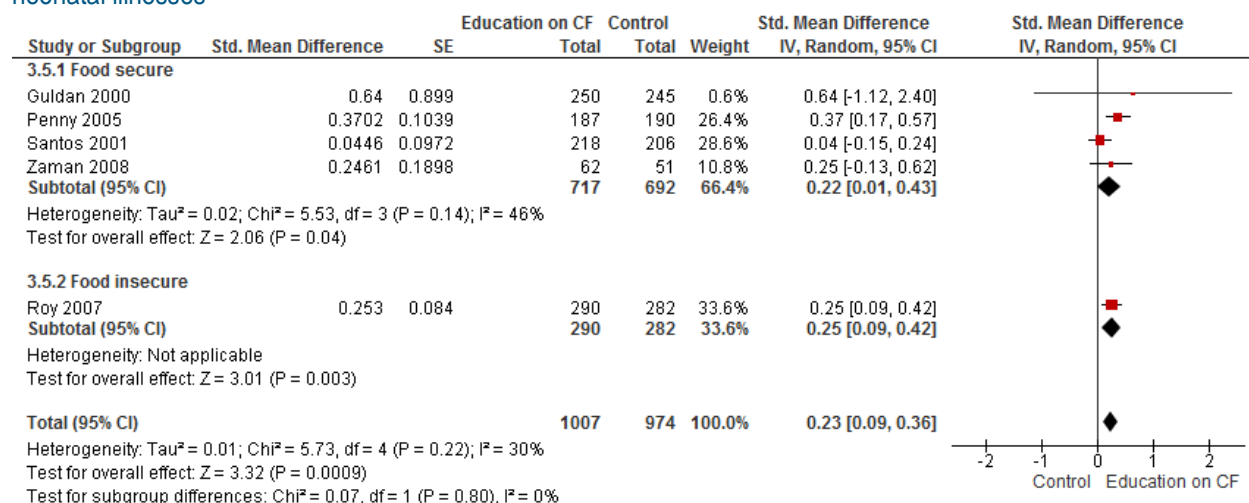 neonatal illnesses
Education on CF Control Std. Mean Difference Std. Mean Difference
Study or Subgroup Std. Mean Difference SE Total Total Weight IV, Random, 95% CI IV, Random, 95% CI
3.5.1 Food secure
Guldan 2000 0.64 0.899 250 245 0.6% 0.64 [-1.12, 2.40]
Penny 2005 0.3702 0.1039 187 190 26.4% 0.37 [0.17, 0.57]
Santos 2001 0.0446 0.0972 218 206 28.6% 0.04 [-0.15, 0.24]
Zaman 2008 0.2461 0.1898 62 51 10.8% 0.25 [-0.13, 0.62]
Subtotal (95% CI) 717 692 66.4% 0.22 [0.01, 0.43]
Heterogeneity: Tau² = 0.02; Chi² = 5.53, df = 3 (P = 0.14); I² = 46%
Test for overall effect: Z = 2.06 (P = 0.04)
3.5.2 Food insecure
Roy 2007 0.253 0.084 290 282 33.6% 0.25 [0.09, 0.42]
Subtotal (95% CI) 290 282 33.6% 0.25 [0.09, 0.42]
Heterogeneity: Not applicable
Test for overall effect: Z = 3.01 (P = 0.003)
Total (95% CI) 1007 974 100.0% 0.23 [0.09, 0.36]
Heterogeneity: Tau² = 0.01; Chi² = 5.73, df = 4 (P = 0.22); I² = 30%
-2 -1 0 1 2
Test for overall effect: Z = 3.32 (P = 0.0009)
Control Education on CF
Test for subgroup differences: Chi² = 0.07, df = 1 (P = 0.80), I² = 0%